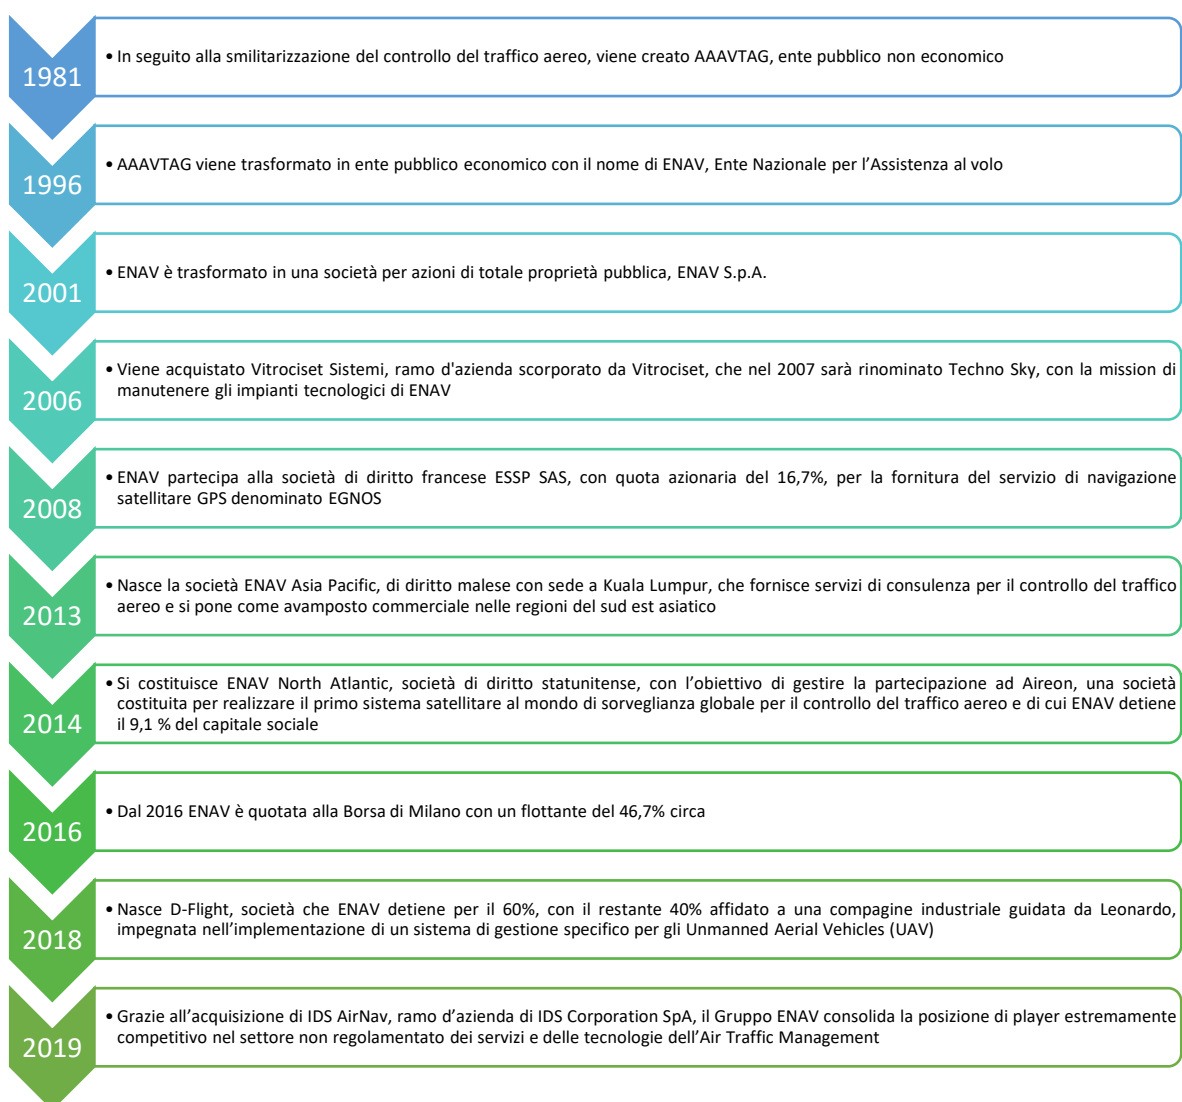 1981
• In seguito alla smilitarizzazione del controllo del traffico aereo, viene creato AAAVTAG, ente pubblico non economico
1996
• AAAVTAG viene trasformato in ente pubblico economico con il nome di ENAV, Ente Nazionale per l’Assistenza al volo
2001
• ENAV è trasformato in una società per azioni di totale proprietà pubblica, ENAV S.p.A.
2006
• Viene acquistato Vitrociset Sistemi, ramo d'azienda scorporato da Vitrociset, che nel 2007 sarà rinominato Techno Sky, con la mission di
manutenere gli impianti tecnologici di ENAV
2008
• ENAV partecipa alla società di diritto francese ESSP SAS, con quota azionaria del 16,7%, per la fornitura del servizio di navigazione
satellitare GPS denominato EGNOS
2013
• Nasce la società ENAV Asia Pacific, di diritto malese con sede a Kuala Lumpur, che fornisce servizi di consulenza per il controllo del traffico
aereo e si pone come avamposto commerciale nelle regioni del sud est asiatico
2014
• Si costituisce ENAV North Atlantic, società di diritto statunitense, con l’obiettivo di gestire la partecipazione ad Aireon, una società
costituita per realizzare il primo sistema satellitare al mondo di sorveglianza globale per il controllo del traffico aereo e di cui ENAV detiene
il 9,1 % del capitale sociale
2016
• Dal 2016 ENAV è quotata alla Borsa di Milano con un flottante del 46,7% circa
2018
• Nasce D-Flight, società che ENAV detiene per il 60%, con il restante 40% affidato a una compagine industriale guidata da Leonardo,
impegnata nell’implementazione di un sistema di gestione specifico per gli Unmanned Aerial Vehicles (UAV)
2019
• Grazie all’acquisizione di IDS AirNav, ramo d’azienda di IDS Corporation SpA, il Gruppo ENAV consolida la posizione di player estremamente
competitivo nel settore non regolamentato dei servizi e delle tecnologie dell’Air Traffic Management